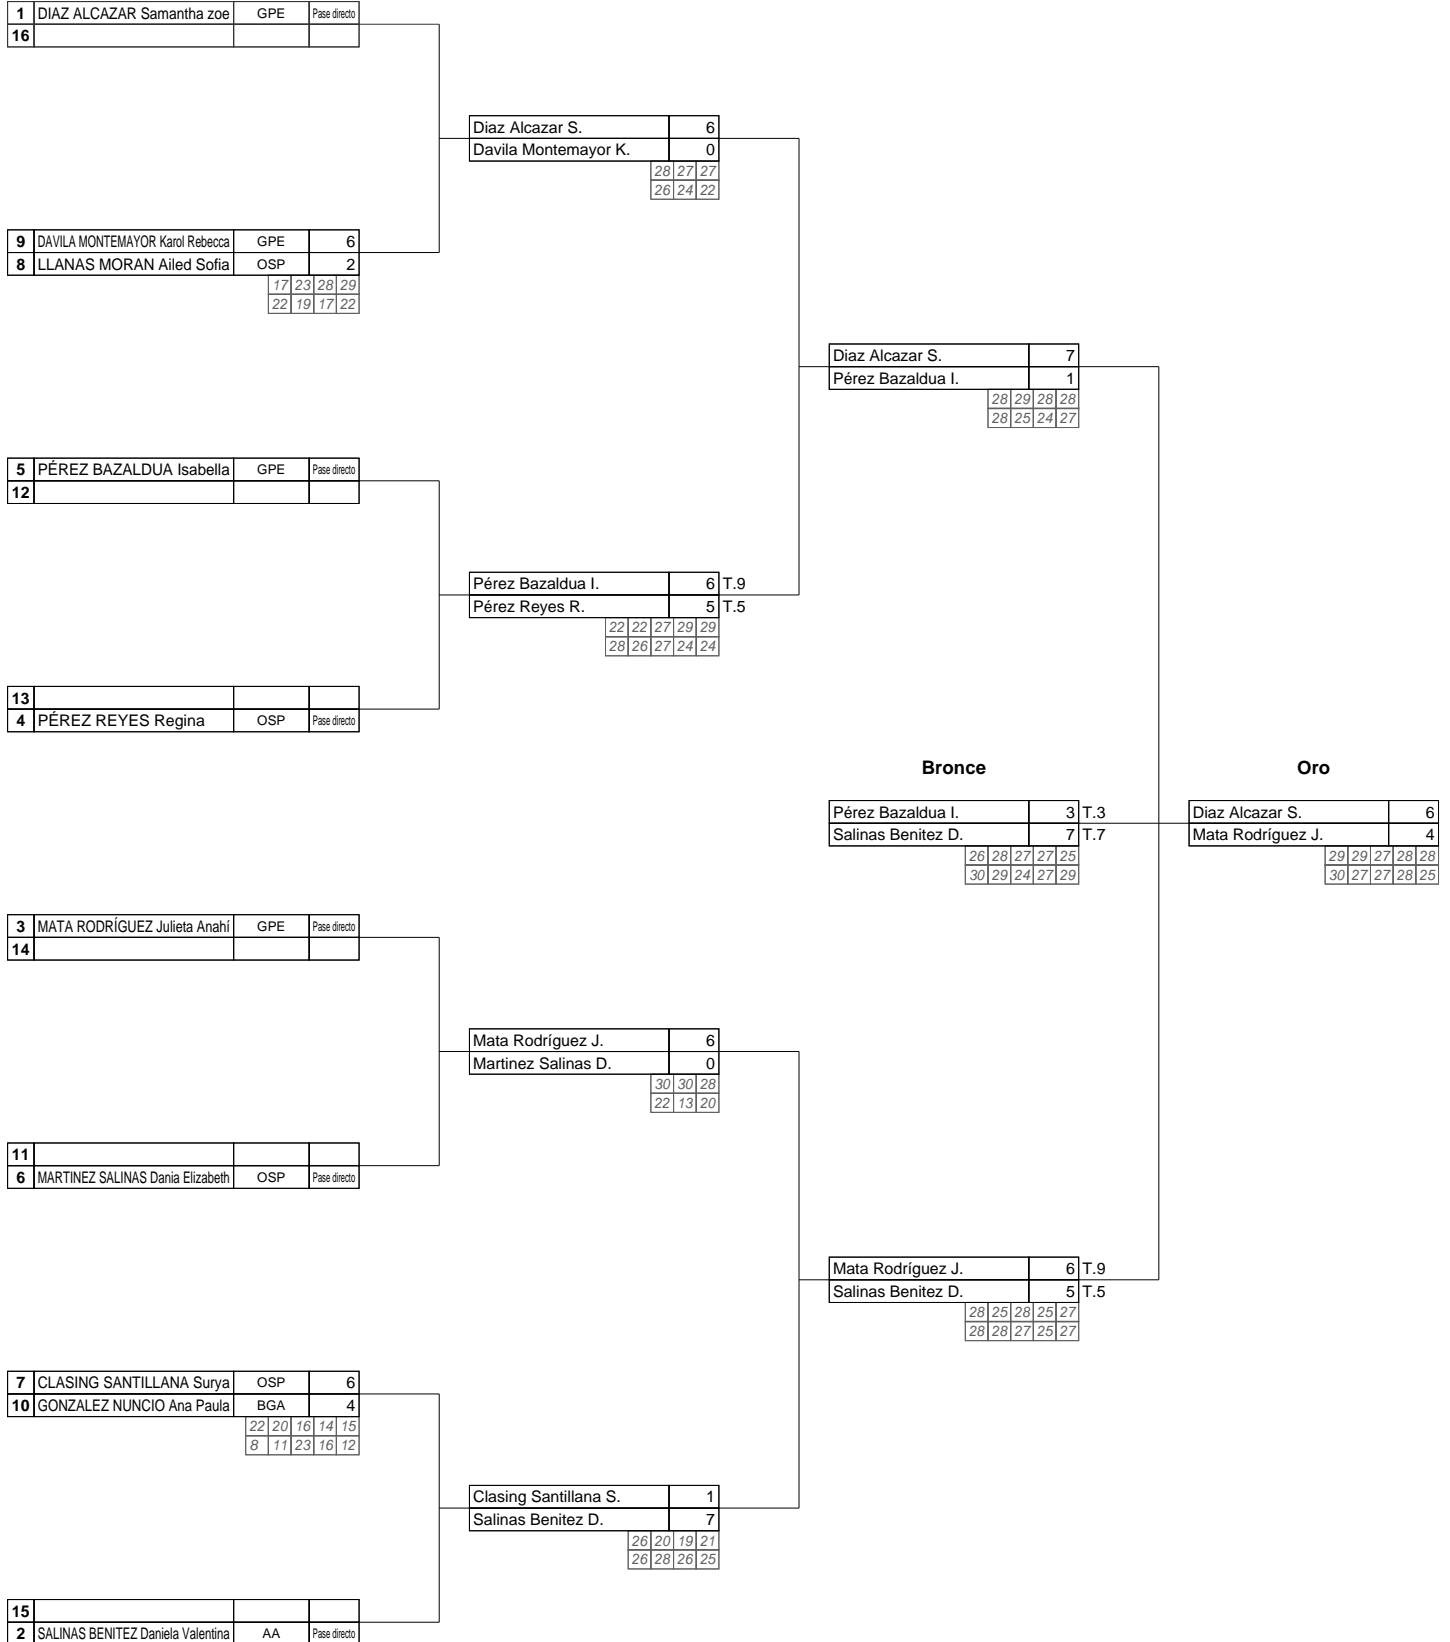 1 DIAZ ALCAZAR Samantha zoe GPE Pase directo
16
Diaz Alcazar S. 6
Davila Montemayor K. 0
28 27 27
26 24 22
9 DAVILA MONTEMAYOR Karol Rebecca GPE 6
8 LLANAS MORAN Ailed Sofia OSP 2
17 23 28 29
22 19 17 22
Diaz Alcazar S. 7
Pérez Bazaldua I. 1
28 29 28 28
28 25 24 27
5 PÉREZ BAZALDUA Isabella GPE Pase directo
12
Pérez Bazaldua I. 6 T.9
Pérez Reyes R. 5 T.5
22 22 27 29 29
28 26 27 24 24
13
4 PÉREZ REYES Regina OSP Pase directo
Bronce Oro
Pérez Bazaldua I. 3 T.3 Diaz Alcazar S. 6
Salinas Benitez D. 7 T.7 Mata Rodríguez J. 4
26 28 27 27 25 29 29 27 28 28
30 29 24 27 29 30 27 27 28 25
3 MATA RODRÍGUEZ Julieta Anahí GPE Pase directo
14
Mata Rodríguez J. 6
Martinez Salinas D. 0
30 30 28
22 13 20
11
6 MARTINEZ SALINAS Dania Elizabeth OSP Pase directo
Mata Rodríguez J. 6 T.9
Salinas Benitez D. 5 T.5
28 25 28 25 27
28 28 27 25 27
7 CLASING SANTILLANA Surya OSP 6
10 GONZALEZ NUNCIO Ana Paula BGA 4
22 20 16 14 15
8 11 23 16 12
Clasing Santillana S. 1
Salinas Benitez D. 7
26 20 19 21
26 28 26 25
15
2 SALINAS BENITEZ Daniela Valentina AA Pase directo